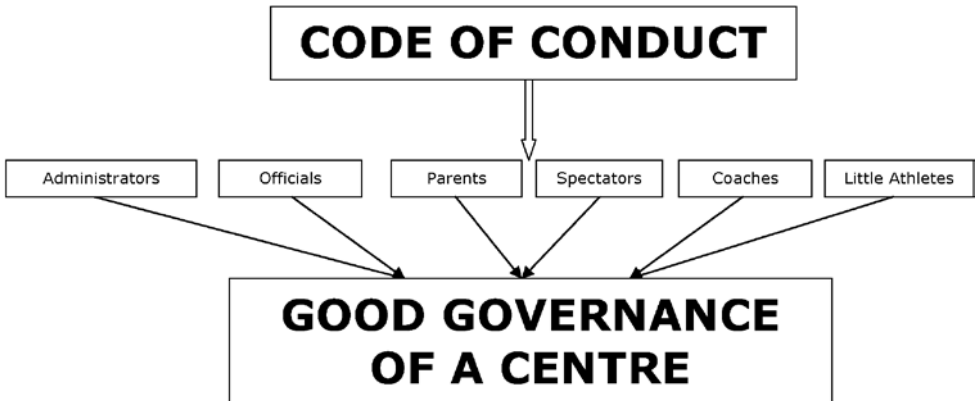 CODE OF CONDUCT
Administrators
Officials
Parents
Spectators
Coaches
Little Athletes
GOOD GOVERNANCE
OF A CENTRE